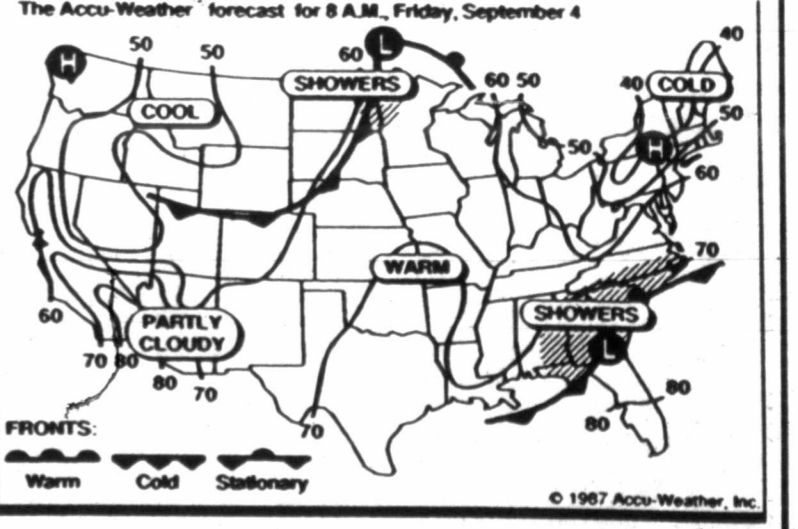 The Accu-Weather forecast for 8 A.M., Friday, September 4
H
50
50
60
L
SHOWERS
60
50
40
COLD
40
50
COOL
50
H
60
WARM
70
SHOWERS
L
60
PARTLY
CLOUDY
70
80
80
70
70
80
80
FRONTS:
Warm
Cold
Stationary
© 1987 Accu-Weather, Inc.